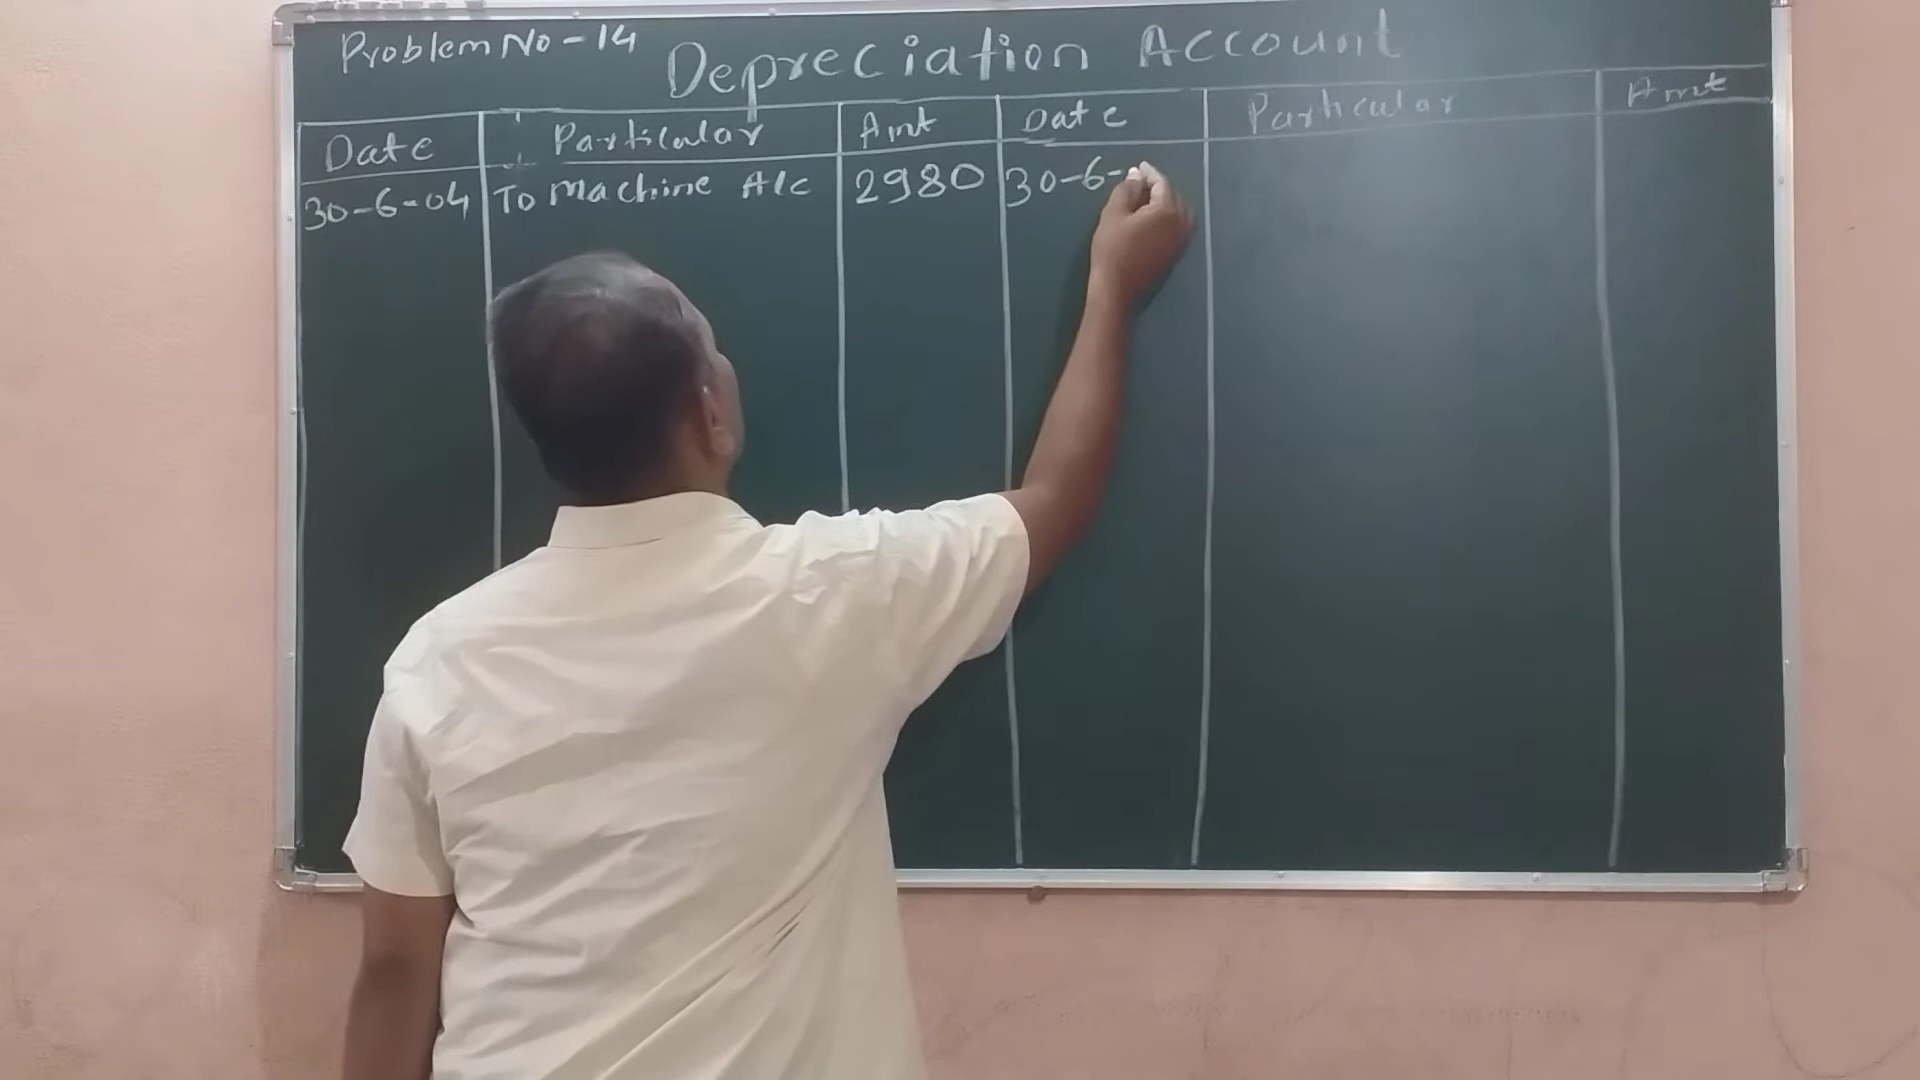 Problem No - 14
Depreciation Account
Date Particular Amt Date Particular Amt
30-6-04 To Machine A/c 2980 30-6-